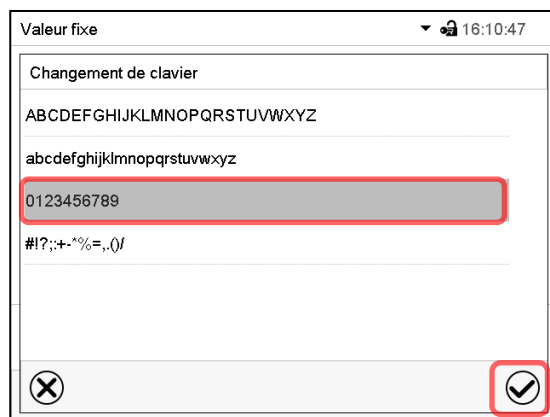 Valeur fixe 16:10:47
Changement de clavier
ABCDEFGHIJKLMNOPQRSTUVWXYZ
abcdefghijklmnopqrstuvwxyz
0123456789
#!?;:+-*%=,.()/